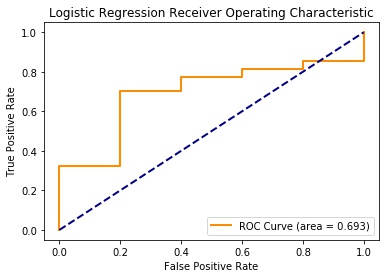 Logistic Regression Receiver Operating Characteristic
True Positive Rate
1.0
0.8
0.6
0.4
0.2
0.0
ROC Curve (area = 0.693)
0.0 0.2 0.4 0.6 0.8 1.0
False Positive Rate